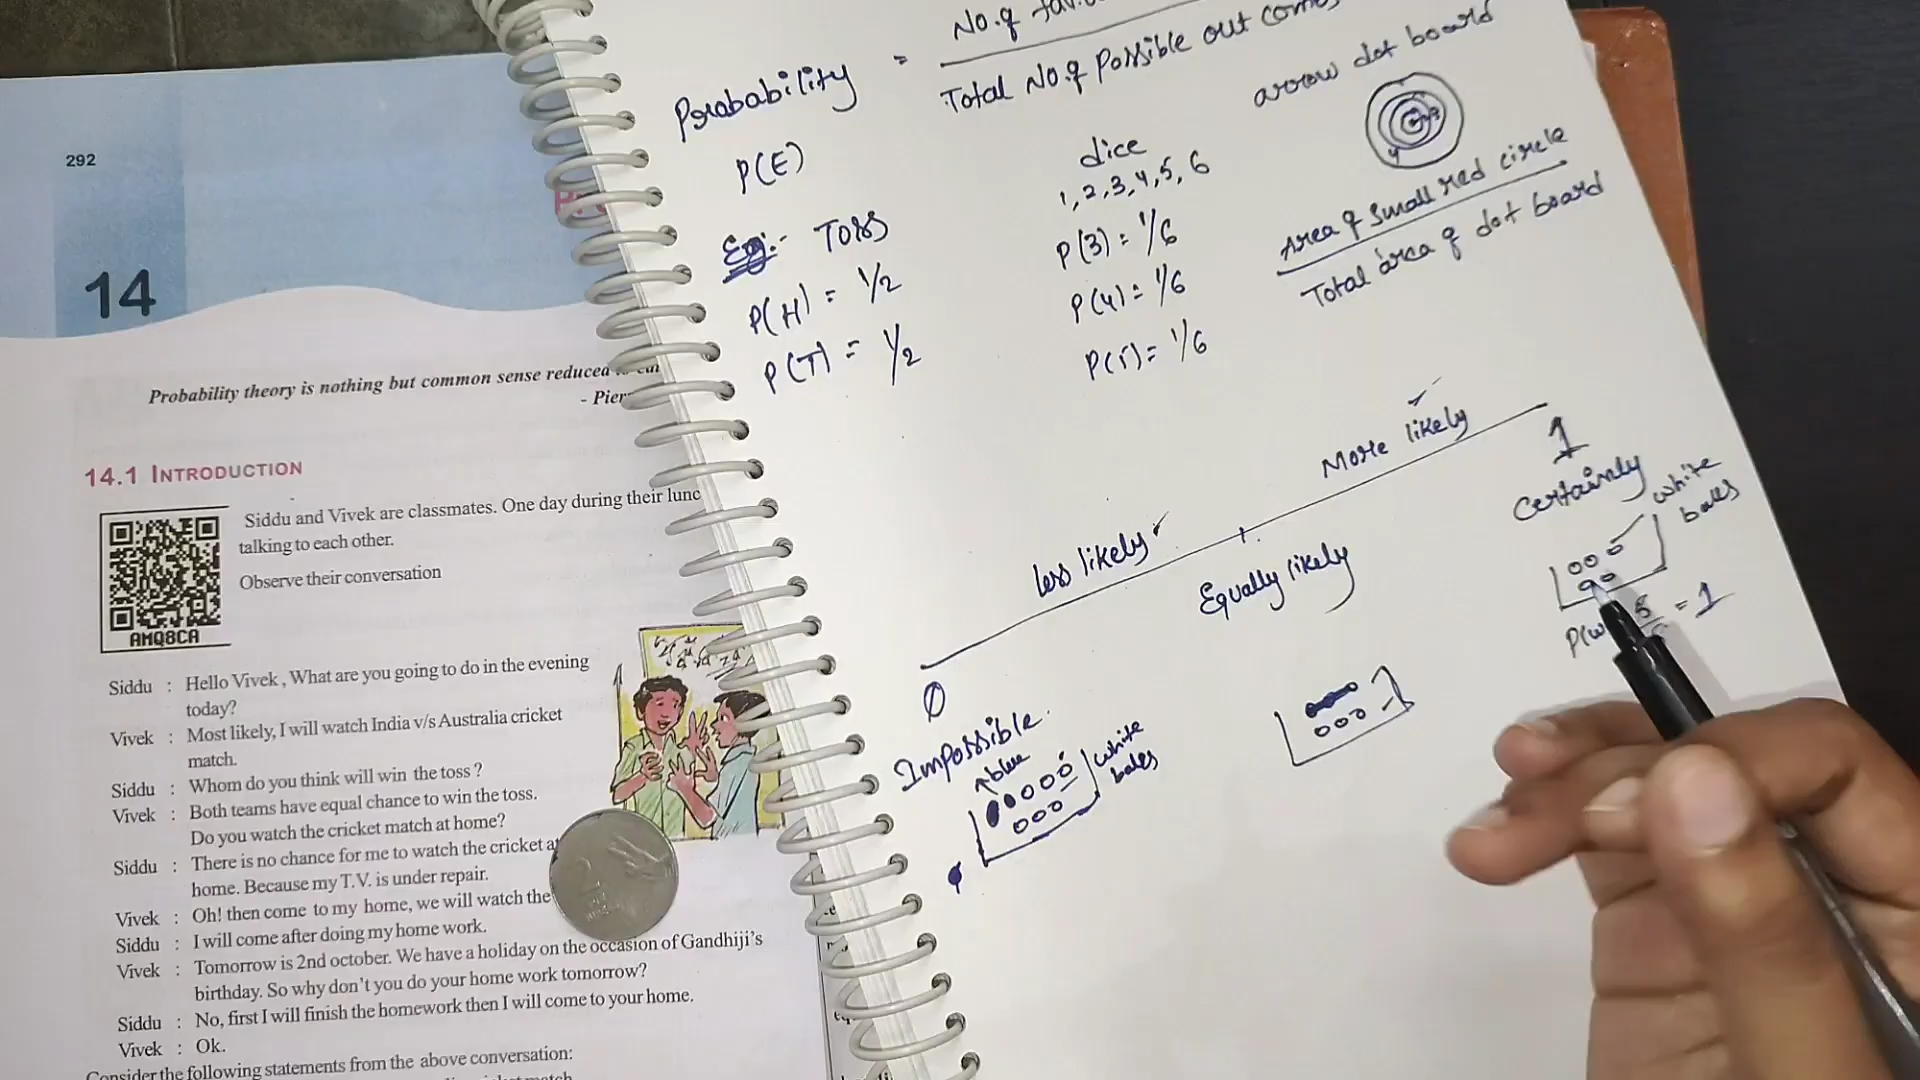 292
14
Probability theory is nothing but common sense reduced
- Pier
14.1 INTRODUCTION
AMQ8CA
Siddu and Vivek are classmates. One day during their lunc
talking to each other.
Observe their conversation
Siddu : Hello Vivek , What are you going to do in the evening
today?
Vivek : Most likely, I will watch India v/s Australia cricket
match.
Siddu : Whom do you think will win the toss ?
Vivek : Both teams have equal chance to win the toss.
Do you watch the cricket match at home?
Siddu : There is no chance for me to watch the cricket at
home. Because my T.V. is under repair.
Vivek : Oh! then come to my home, we will watch the
Siddu : I will come after doing my home work.
Vivek : Tomorrow is 2nd october. We have a holiday on the occasion of Gandhiji's
birthday. So why don't you do your home work tomorrow?
Siddu : No, first I will finish the homework then I will come to your home.
Vivek : Ok.
Consider the following statements from the above conversation:
2
Probability =
No.of
Total No.of Possible out comes
P(E)
Eg:- Toss
P(H) = 1/2
P(T) = 1/2
dice
1,2,3,4,5,6
P(3) = 1/6
P(4) = 1/6
P(5) = 1/6
arrow dot board
Area of small red circle
Total area of dot board
less likely
Equally likely
More likely
1
Certainly
white
balls
= 1
0
Impossible
blue
white
balls